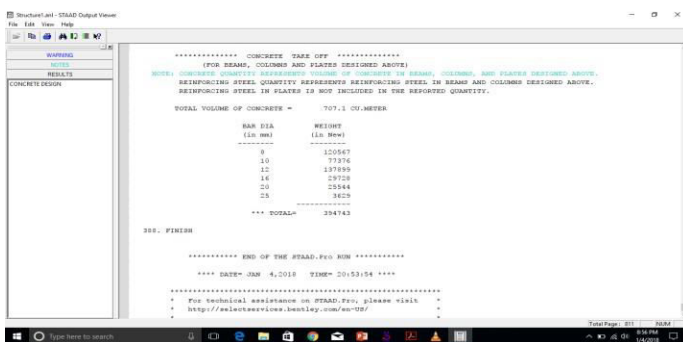 Structure1.anl - STAAD Output Viewer
File Edit View Help
WARNING
NOTES
RESULTS
CONCRETE DESIGN
************** CONCRETE TAKE OFF **************
(FOR BEAMS, COLUMNS AND PLATES DESIGNED ABOVE)
NOTE: CONCRETE QUANTITY REPRESENTS VOLUME OF CONCRETE IN BEAMS, COLUMNS, AND PLATES DESIGNED ABOVE.
REINFORCING STEEL QUANTITY REPRESENTS REINFORCING STEEL IN BEAMS AND COLUMNS DESIGNED ABOVE.
REINFORCING STEEL IN PLATES IS NOT INCLUDED IN THE REPORTED QUANTITY.
TOTAL VOLUME OF CONCRETE = 707.1 CU.METER
BAR DIA WEIGHT
(in mm) (in New)
-------- --------
8 120567
10 77376
12 137899
16 29728
20 25544
25 3629
------------
*** TOTAL= 394743
388. FINISH
*********** END OF THE STAAD.Pro RUN ***********
**** DATE= JAN 4,2018 TIME= 20:53:54 ****
* For technical assistance on STAAD.Pro, please visit *
* http://selectservices.bentley.com/en-US/ *
Total Page: 811 NUM
Type here to search
8:56 PM
1/4/2018